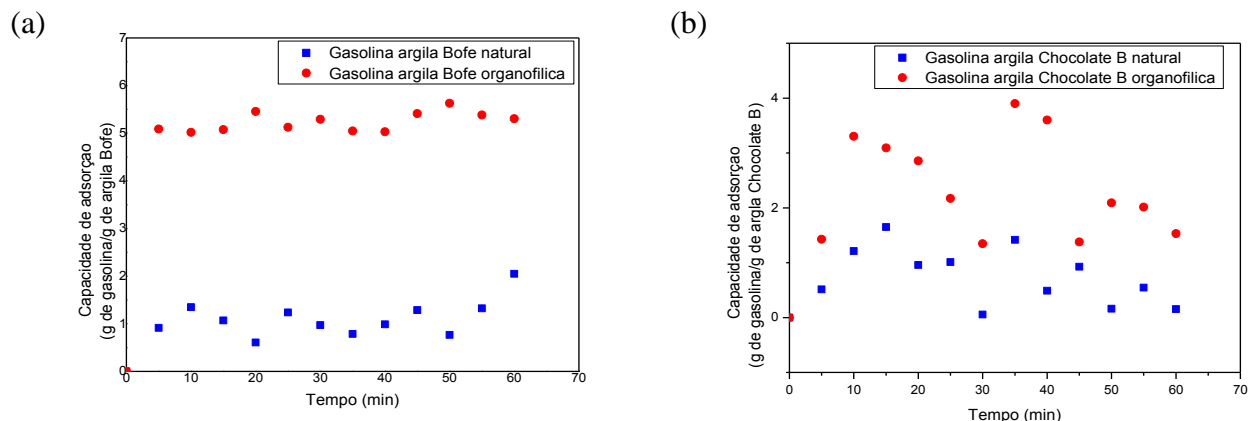 (a)
7
6
5
4
3
2
1
0
Capacidade de adsorçao
(g de gasolina/g de argila Bofe)
Gasolina argila Bofe natural
Gasolina argila Bofe organofilica
0 10 20 30 40 50 60 70
Tempo (min)
(b)
4
2
0
Capacidade de adsorçao
(g de gasolina/g de argla Chocolate B)
Gasolina argila Chocolate B natural
Gasolina argila Chocolate B organofilica
0 10 20 30 40 50 60 70
Tempo (min)